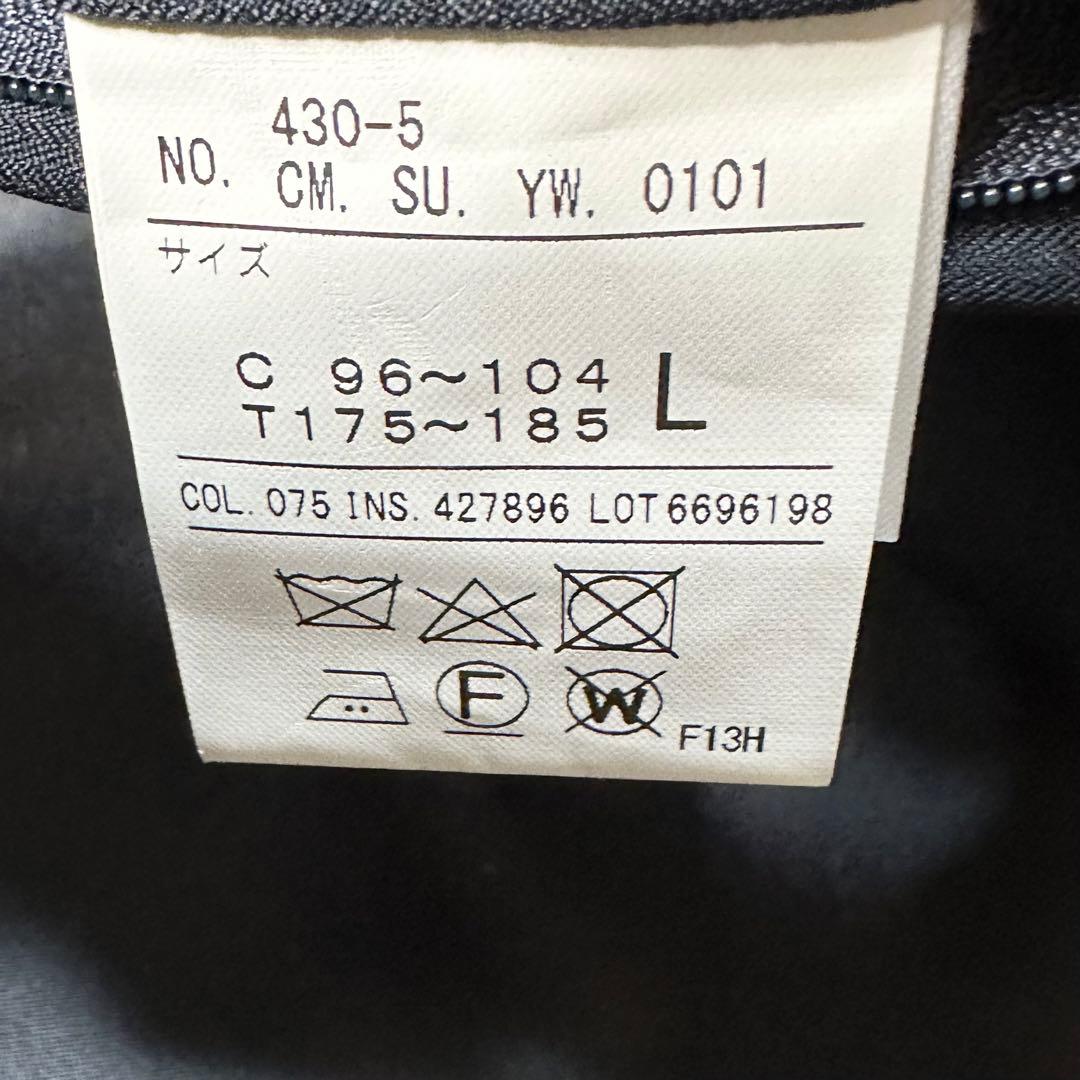 430-5
NO. CM. SU. YW. 0101
サイズ
C 96～104 L
T175～185
COL. 075 INS. 427896 LOT 6696198
F W F13H